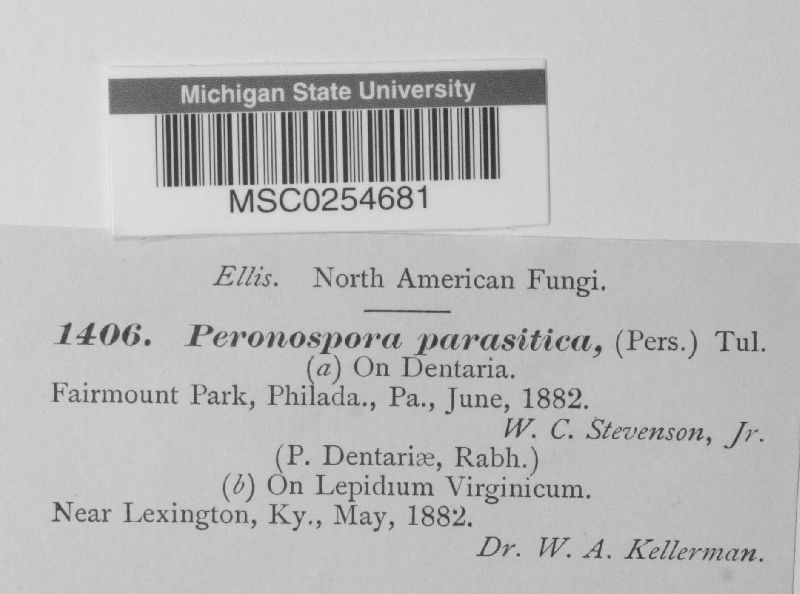 Michigan State University
MSC0254681
Ellis. North American Fungi.
1406. Peronospora parasitica, (Pers.) Tul.
(a) On Dentaria.
Fairmount Park, Philada., Pa., June, 1882.
W. C. Stevenson, Jr.
(P. Dentariæ, Rabh.)
(b) On Lepidium Virginicum.
Near Lexington, Ky., May, 1882.
Dr. W. A. Kellerman.